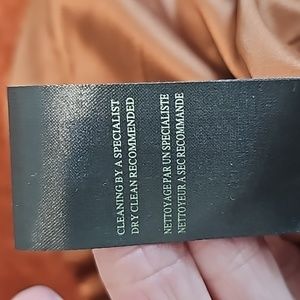 CLEANING BY A SPECIALIST
DRY CLEAN RECOMMENDED
NETTOYAGE PAR UN SPECIALISTE
NETTOYEUR A SEC RECOMMANDE